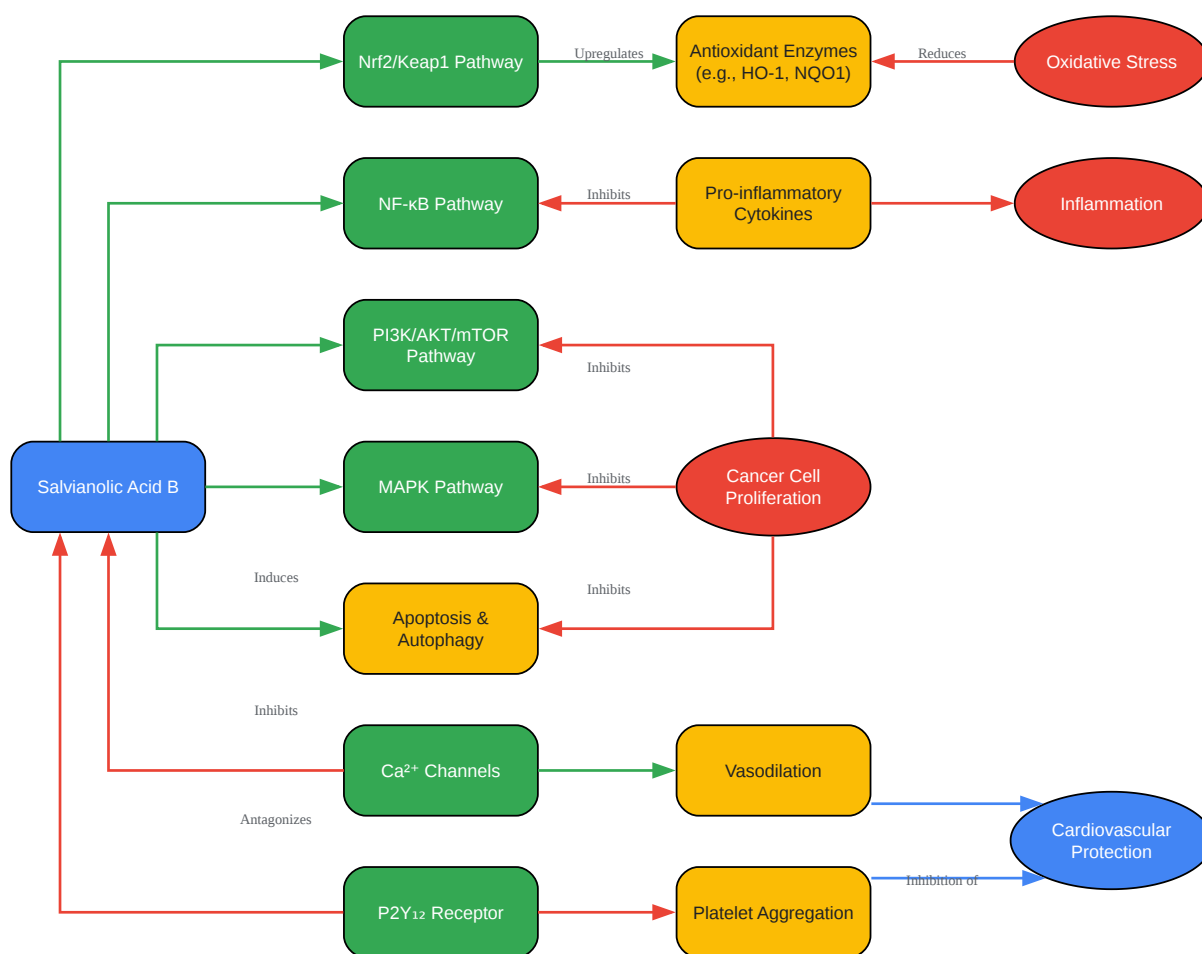 Nrf2/Keap1 Pathway
Upregulates
Antioxidant Enzymes
(e.g., HO-1, NQO1)
Reduces
Oxidative Stress
NF-κB Pathway
Inhibits
Pro-inflammatory
Cytokines
Inflammation
PI3K/AKT/mTOR
Pathway
Inhibits
Salvianolic Acid B
MAPK Pathway
Inhibits
Cancer Cell
Proliferation
Induces
Apoptosis &
Autophagy
Inhibits
Inhibits
Ca²⁺ Channels
Vasodilation
Antagonizes
Cardiovascular
Protection
P2Y₁₂ Receptor
Platelet Aggregation
Inhibition of